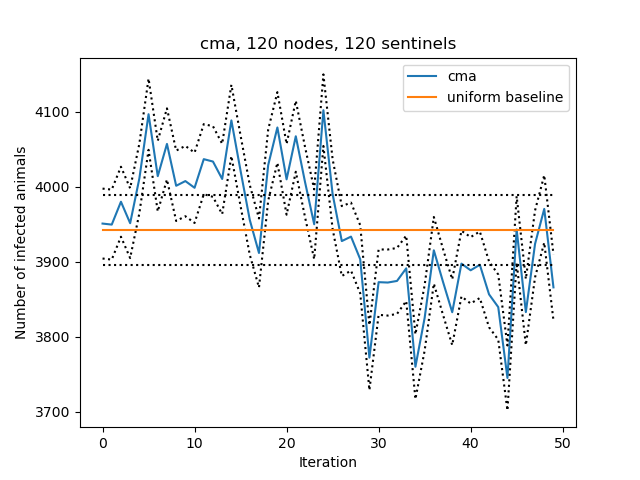 cma, 120 nodes, 120 sentinels
cma
uniform baseline
4100
4000
3900
3800
3700
Number of infected animals
0 10 20 30 40 50
Iteration